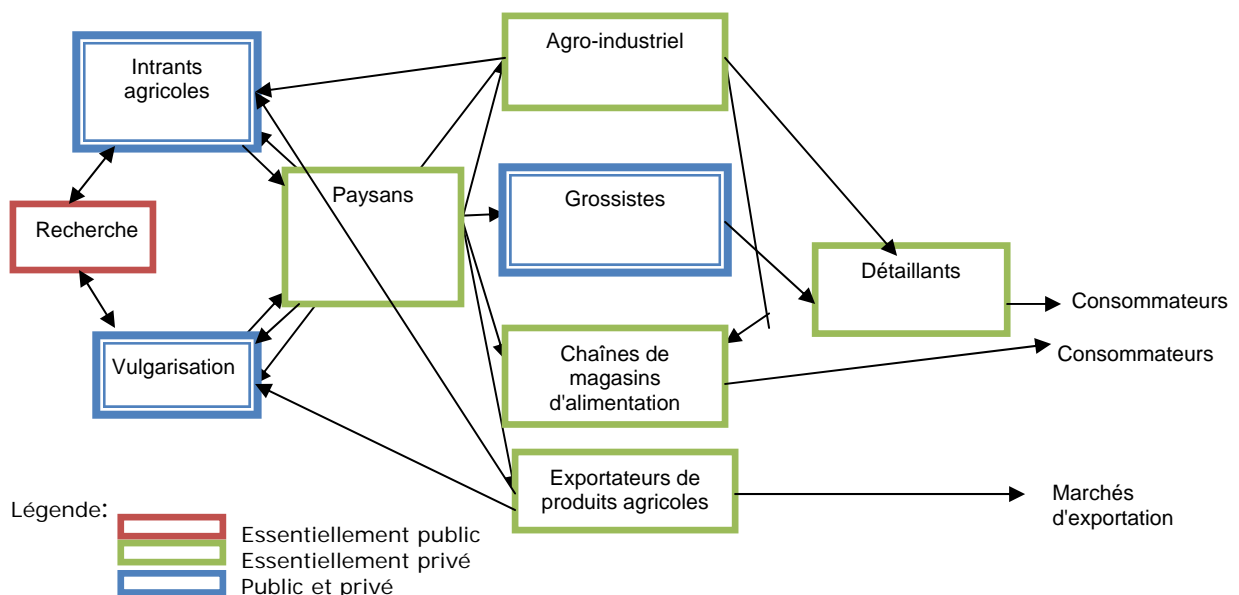 Agro-industriel
Intrants
agricoles
Paysans
Grossistes
Recherche
Détaillants
Consommateurs
Vulgarisation
Chaînes de
magasins
d'alimentation
Consommateurs
Exportateurs de
produits agricoles
Marchés
d'exportation
Légende:
Essentiellement public
Essentiellement privé
Public et privé